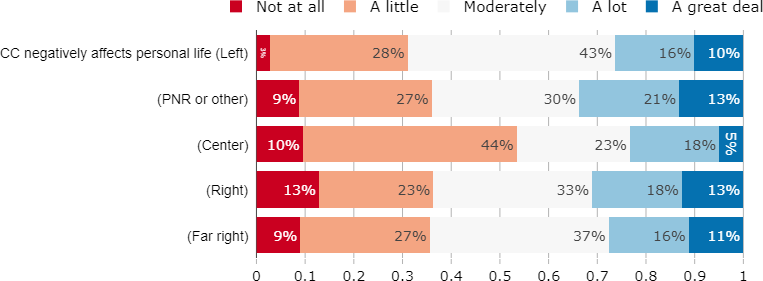 Not at all A little Moderately A lot A great deal
CC negatively affects personal life (Left) 3% 28% 43% 16% 10%
(PNR or other) 9% 27% 30% 21% 13%
(Center) 10% 44% 23% 18% 5%
(Right) 13% 23% 33% 18% 13%
(Far right) 9% 27% 37% 16% 11%
0 0.1 0.2 0.3 0.4 0.5 0.6 0.7 0.8 0.9 1